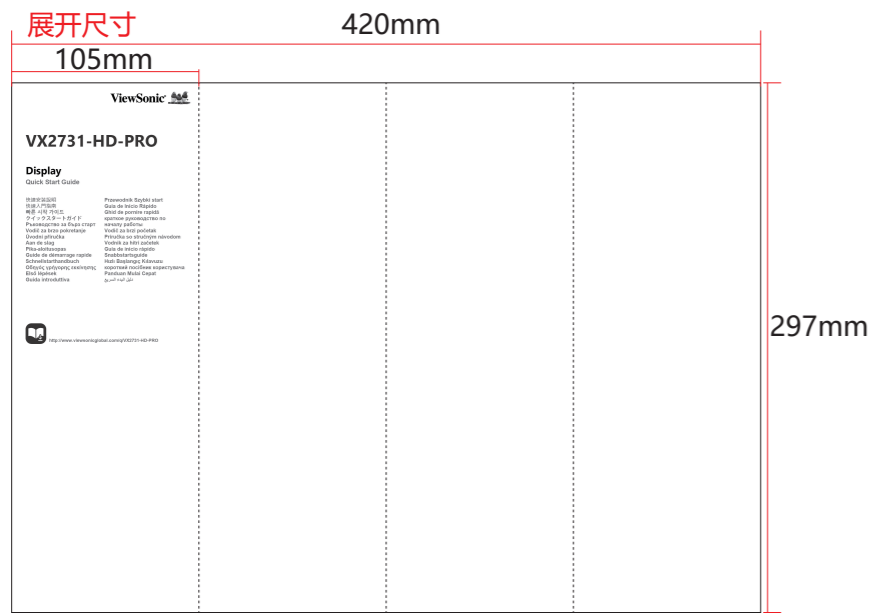 展开尺寸
420mm
105mm
ViewSonic
VX2731-HD-PRO
Display
Quick Start Guide
快速安裝說明
快速入門指南
빠른 시작 가이드
クイックスタートガイド
Ръководство за бърз старт
Vodič za brzo pokretanje
Úvodní příručka
Aan de slag
Pika-aloitusopas
Guide de démarrage rapide
Schnellstarthandbuch
Οδηγός γρήγορης εκκίνησης
Első lépések
Guida introduttiva
Przewodnik Szybki start
Guia de início Rápido
Ghid de pornire rapidă
краткое руководство по
началу работы
Vodič za brzi početak
Príručka so stručným návodom
Vodnik za hitri začetek
Guía de inicio rápido
Snabbstartsguide
Hızlı Başlangıç Kılavuzu
короткий посібник користувача
Panduan Mulai Cepat
دليل البدء السريع
http://www.viewsonicglobal.com/q/VX2731-HD-PRO
297mm